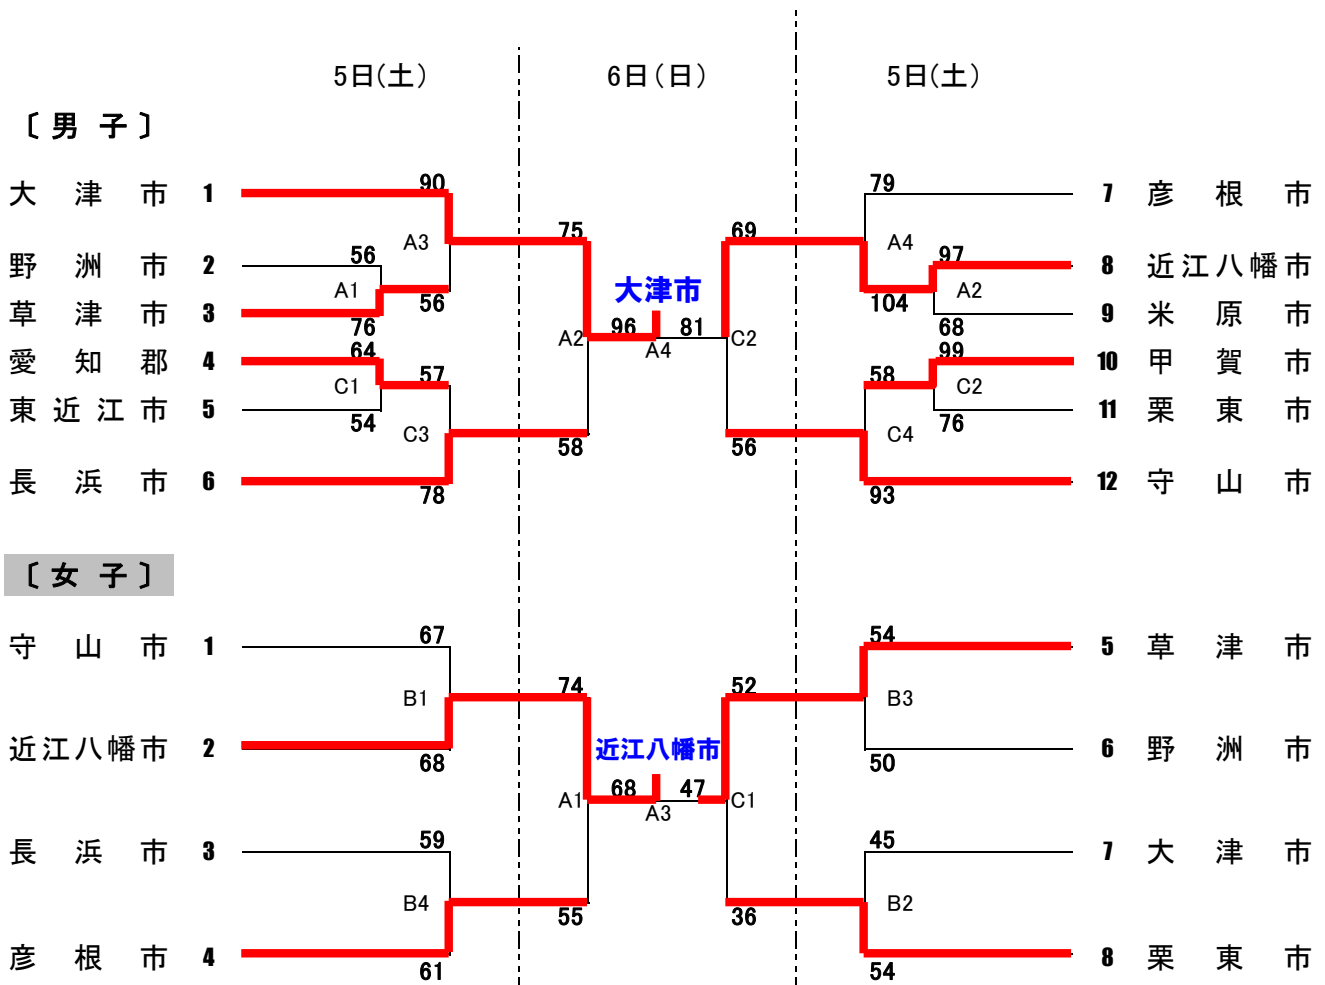 5日(土) 6日(日) 5日(土)
〔男子〕
大津市 1 90 79 7 彦根市
75 69
A3 A4
野洲市 2 56 97 8 近江八幡市
A1 大津市 A2
56 104
草津市 3 9 米原市
76 96 81 68
A2 A4 C2
愛知郡 4 64 99 10 甲賀市
57 58
C1 C2
東近江市 5 11 栗東市
54 76
C3 C4
58 56
長浜市 6 12 守山市
78 93
〔女子〕
守山市 1 67 54 5 草津市
74 52
B1 B3
近江八幡市 2 近江八幡市 6 野洲市
68 50
68 47
A1 A3 C1
長浜市 3 59 45 7 大津市
B4 B2
55 36
彦根市 4 8 栗東市
61 54